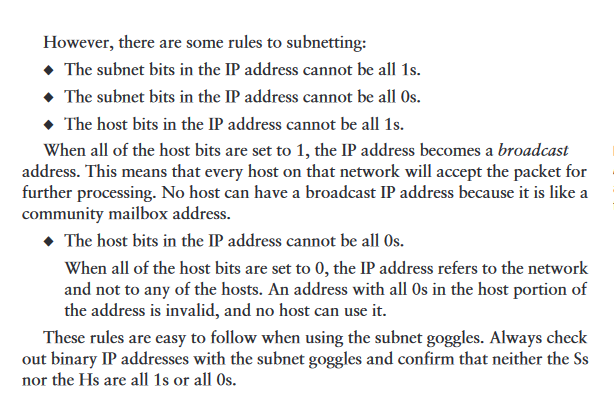 However, there are some rules to subnetting:
◆ The subnet bits in the IP address cannot be all 1s.
◆ The subnet bits in the IP address cannot be all 0s.
◆ The host bits in the IP address cannot be all 1s.
When all of the host bits are set to 1, the IP address becomes a broadcast
address. This means that every host on that network will accept the packet for
further processing. No host can have a broadcast IP address because it is like a
community mailbox address.
◆ The host bits in the IP address cannot be all 0s.
When all of the host bits are set to 0, the IP address refers to the network
and not to any of the hosts. An address with all 0s in the host portion of
the address is invalid, and no host can use it.
These rules are easy to follow when using the subnet goggles. Always check
out binary IP addresses with the subnet goggles and confirm that neither the Ss
nor the Hs are all 1s or all 0s.